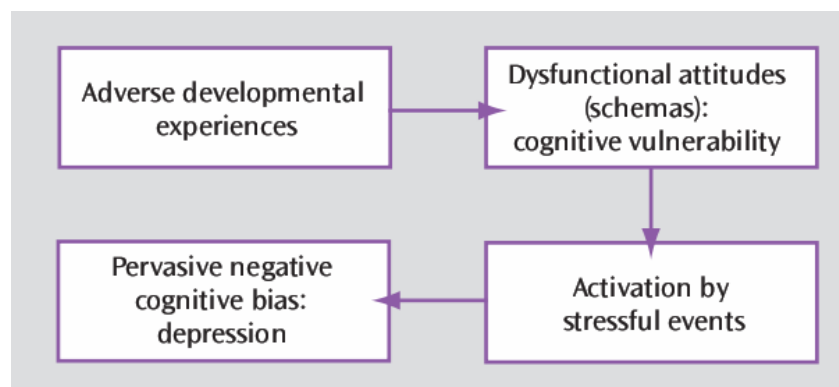 Adverse developmental
experiences
Dysfunctional attitudes
(schemas):
cognitive vulnerability
Activation by
stressful events
Pervasive negative
cognitive bias:
depression